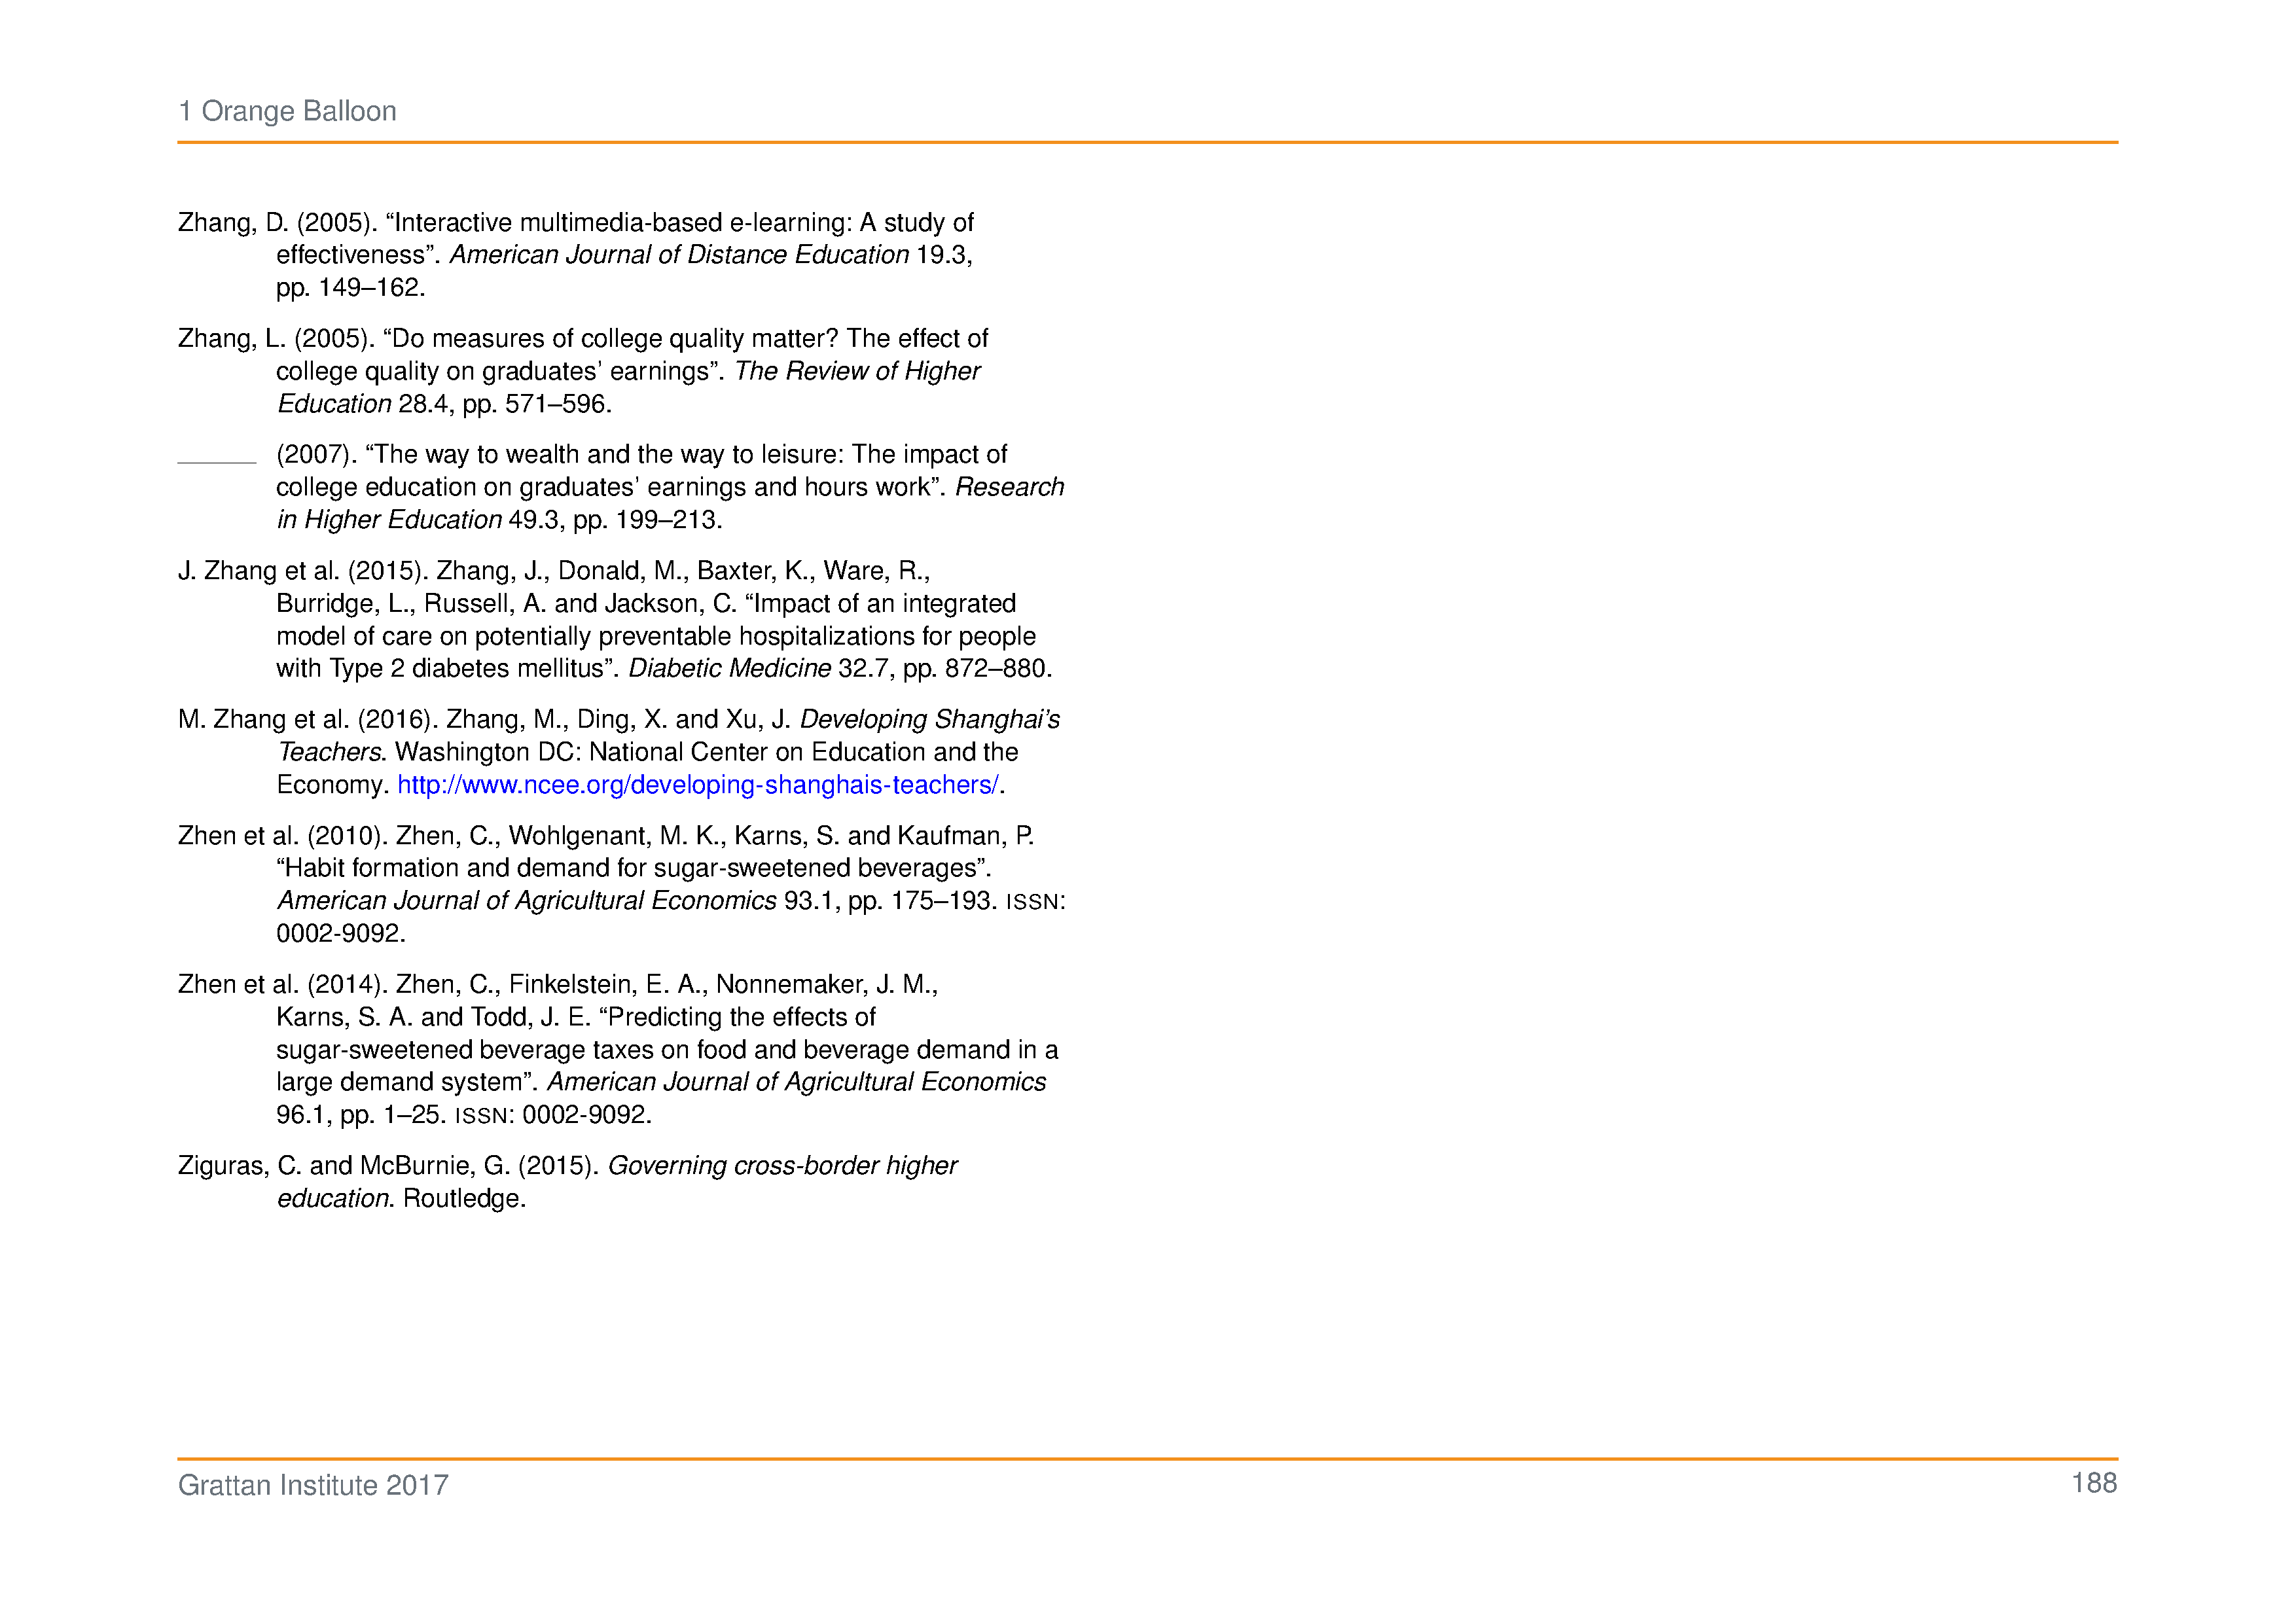 1 Orange Balloon
Zhang, D. (2005). “Interactive multimedia-based e-learning: A study of
effectiveness”. American Journal of Distance Education 19.3,
pp. 149–162.
Zhang, L. (2005). “Do measures of college quality matter? The effect of
college quality on graduates’ earnings”. The Review of Higher
Education 28.4, pp. 571–596.
______ (2007). “The way to wealth and the way to leisure: The impact of
college education on graduates’ earnings and hours work”. Research
in Higher Education 49.3, pp. 199–213.
J. Zhang et al. (2015). Zhang, J., Donald, M., Baxter, K., Ware, R.,
Burridge, L., Russell, A. and Jackson, C. “Impact of an integrated
model of care on potentially preventable hospitalizations for people
with Type 2 diabetes mellitus”. Diabetic Medicine 32.7, pp. 872–880.
M. Zhang et al. (2016). Zhang, M., Ding, X. and Xu, J. Developing Shanghai’s
Teachers. Washington DC: National Center on Education and the
Economy. http://www.ncee.org/developing-shanghais-teachers/.
Zhen et al. (2010). Zhen, C., Wohlgenant, M. K., Karns, S. and Kaufman, P.
“Habit formation and demand for sugar-sweetened beverages”.
American Journal of Agricultural Economics 93.1, pp. 175–193. ISSN:
0002-9092.
Zhen et al. (2014). Zhen, C., Finkelstein, E. A., Nonnemaker, J. M.,
Karns, S. A. and Todd, J. E. “Predicting the effects of
sugar-sweetened beverage taxes on food and beverage demand in a
large demand system”. American Journal of Agricultural Economics
96.1, pp. 1–25. ISSN: 0002-9092.
Ziguras, C. and McBurnie, G. (2015). Governing cross-border higher
education. Routledge.
Grattan Institute 2017
188